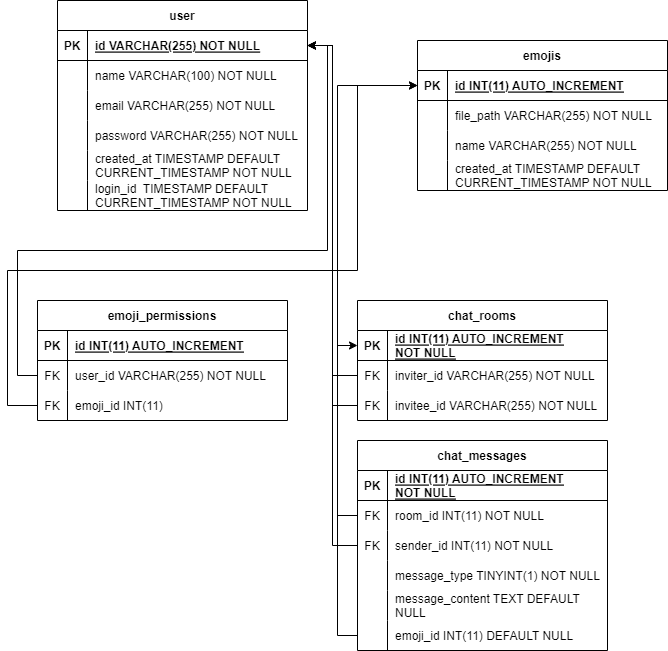 user
PK id VARCHAR(255) NOT NULL
name VARCHAR(100) NOT NULL
email VARCHAR(255) NOT NULL
password VARCHAR(255) NOT NULL
created_at TIMESTAMP DEFAULT
CURRENT_TIMESTAMP NOT NULL
login_id TIMESTAMP DEFAULT
CURRENT_TIMESTAMP NOT NULL
emojis
PK id INT(11) AUTO_INCREMENT
file_path VARCHAR(255) NOT NULL
name VARCHAR(255) NOT NULL
created_at TIMESTAMP DEFAULT
CURRENT_TIMESTAMP NOT NULL
emoji_permissions
PK id INT(11) AUTO_INCREMENT
FK user_id VARCHAR(255) NOT NULL
FK emoji_id INT(11)
chat_rooms
PK id INT(11) AUTO_INCREMENT
NOT NULL
FK inviter_id VARCHAR(255) NOT NULL
FK invitee_id VARCHAR(255) NOT NULL
chat_messages
PK id INT(11) AUTO_INCREMENT
NOT NULL
FK room_id INT(11) NOT NULL
FK sender_id INT(11) NOT NULL
message_type TINYINT(1) NOT NULL
message_content TEXT DEFAULT
NULL
emoji_id INT(11) DEFAULT NULL